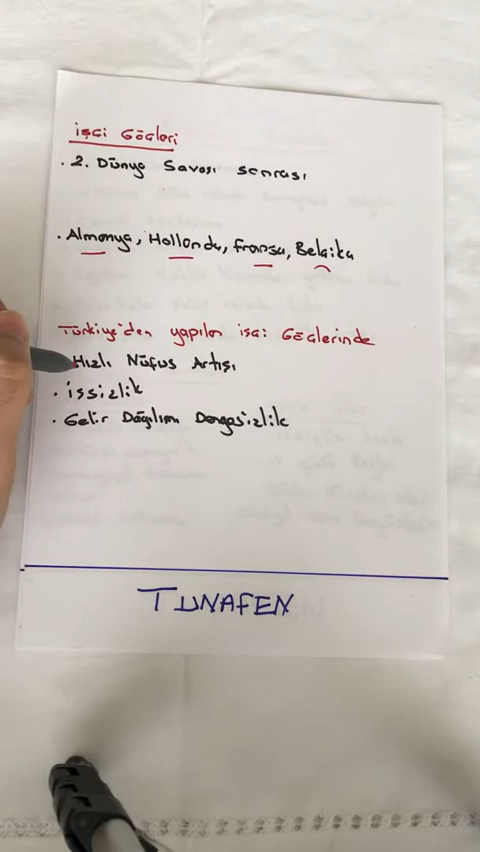 işçi Göçleri
. 2. Dünya Savaşı sonrası
. Almanya, Hollanda, Fransa, Belçika
Türkiye'den yapılan işçi Göçlerinde
Hızlı Nüfus Artışı
. işsizlik
. Gelir Dağılım Dengesizlik
TUNAFEN